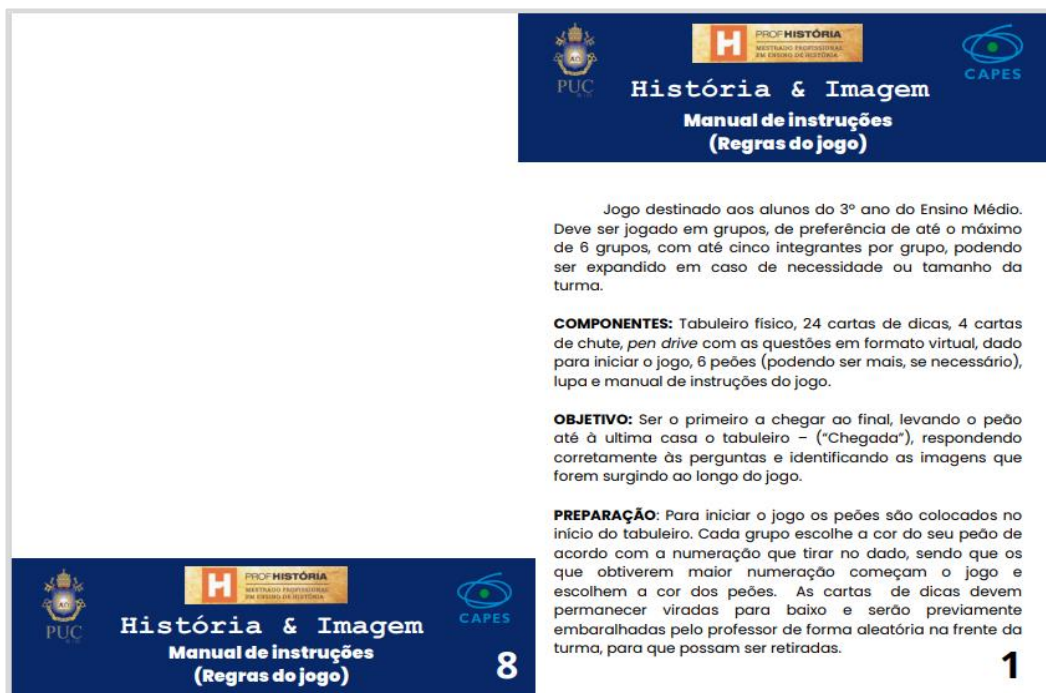 PUC
H
PROFHISTÓRIA
MESTRADO PROFISSIONAL
EM ENSINO DE HISTÓRIA
CAPES
História & Imagem
Manual de instruções
(Regras do jogo)
8
PUC
H
PROFHISTÓRIA
MESTRADO PROFISSIONAL
EM ENSINO DE HISTÓRIA
CAPES
História & Imagem
Manual de instruções
(Regras do jogo)
Jogo destinado aos alunos do 3º ano do Ensino Médio.
Deve ser jogado em grupos, de preferência de até o máximo
de 6 grupos, com até cinco integrantes por grupo, podendo
ser expandido em caso de necessidade ou tamanho da
turma.
COMPONENTES: Tabuleiro físico, 24 cartas de dicas, 4 cartas
de chute, pen drive com as questões em formato virtual, dado
para iniciar o jogo, 6 peões (podendo ser mais, se necessário),
lupa e manual de instruções do jogo.
OBJETIVO: Ser o primeiro a chegar ao final, levando o peão
até à ultima casa o tabuleiro – (“Chegada”), respondendo
corretamente às perguntas e identificando as imagens que
forem surgindo ao longo do jogo.
PREPARAÇÃO: Para iniciar o jogo os peões são colocados no
início do tabuleiro. Cada grupo escolhe a cor do seu peão de
acordo com a numeração que tirar no dado, sendo que os
que obtiverem maior numeração começam o jogo e
escolhem a cor dos peões. As cartas de dicas devem
permanecer viradas para baixo e serão previamente
embaralhadas pelo professor de forma aleatória na frente da
turma, para que possam ser retiradas.
1